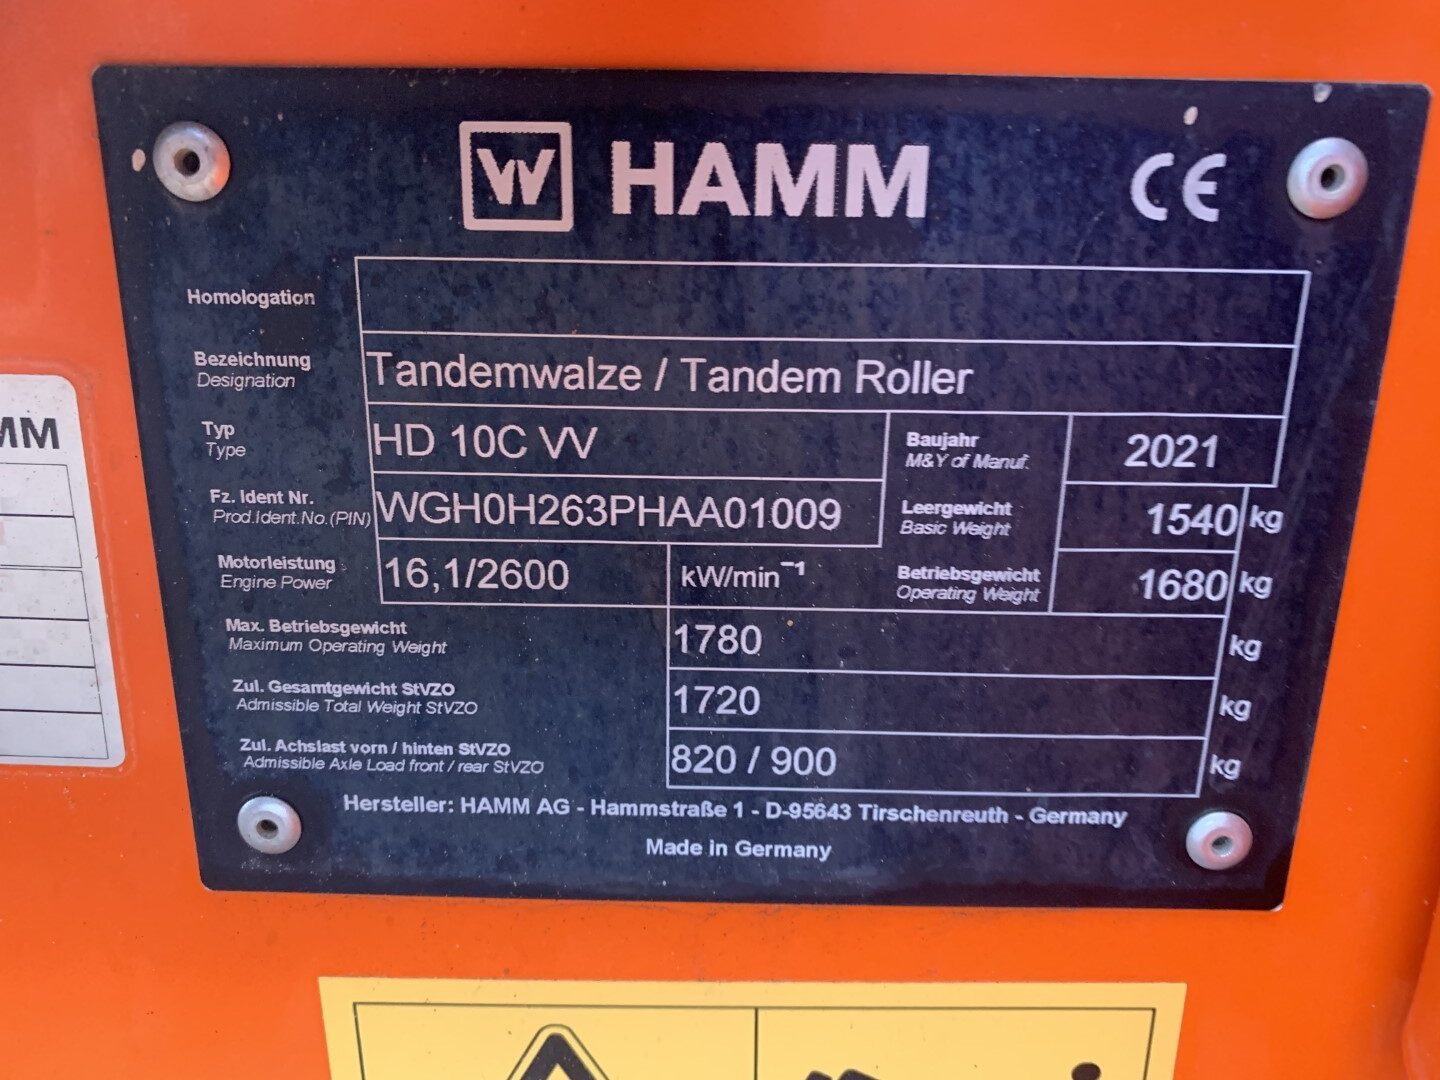 W HAMM CE
Homologation
Bezeichnung
Designation
Tandemwalze / Tandem Roller
Typ
Type
HD 10C VV
Baujahr
M&Y of Manuf.
2021
Fz. Ident Nr.
Prod.Ident.No.(PIN)
WGH0H263PHAA01009
Leergewicht
Basic Weight
1540 kg
Motorleistung
Engine Power
16,1/2600 kW/min⁻¹
Betriebsgewicht
Operating Weight
1680 kg
Max. Betriebsgewicht
Maximum Operating Weight
1780 kg
Zul. Gesamtgewicht StVZO
Admissible Total Weight StVZO
1720 kg
Zul. Achslast vorn / hinten StVZO
Admissible Axle Load front / rear StVZO
820 / 900 kg
Hersteller: HAMM AG - Hammstraße 1 - D-95643 Tirschenreuth - Germany
Made in Germany
MM